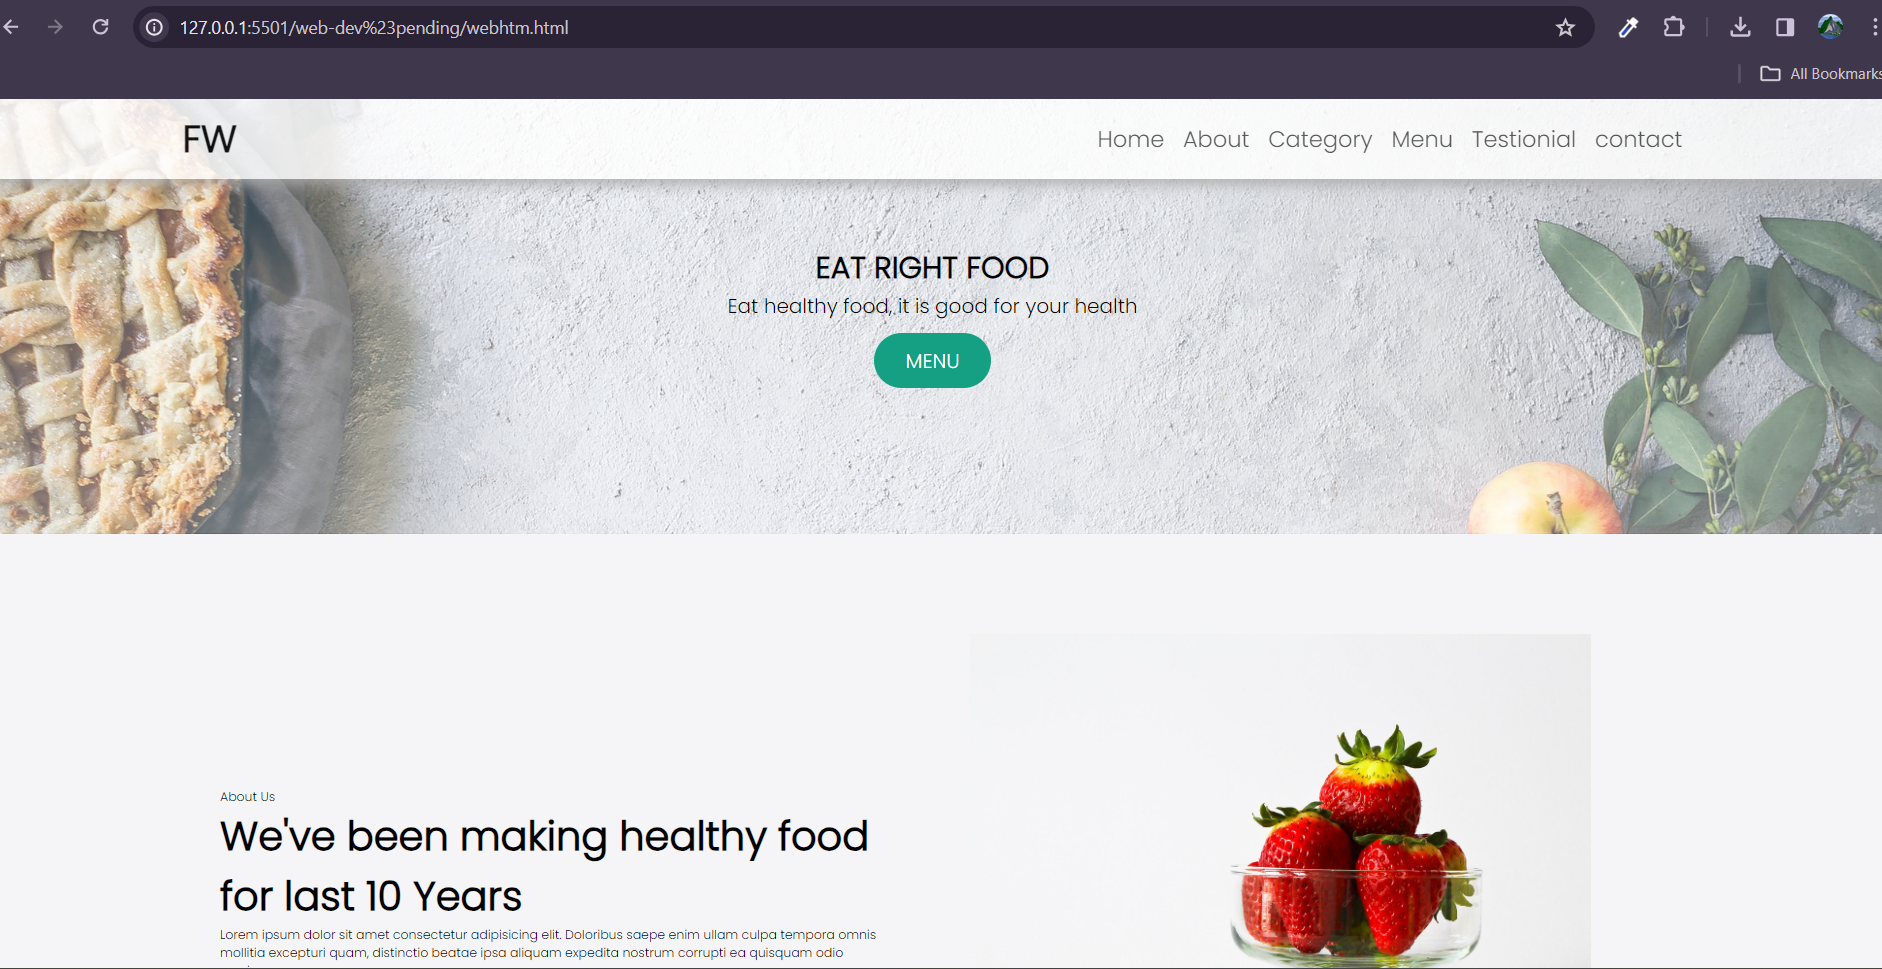 127.0.0.1:5501/web-dev%23pending/webhtm.html
All Bookmarks
FW
Home About Category Menu Testionial contact
EAT RIGHT FOOD
Eat healthy food, it is good for your health
MENU
About Us
We've been making healthy food
for last 10 Years
Lorem ipsum dolor sit amet consectetur adipisicing elit. Doloribus saepe enim ullam culpa tempora omnis
mollitia excepturi quam, distinctio beatae ipsa aliquam expedita nostrum corrupti ea quisquam odio